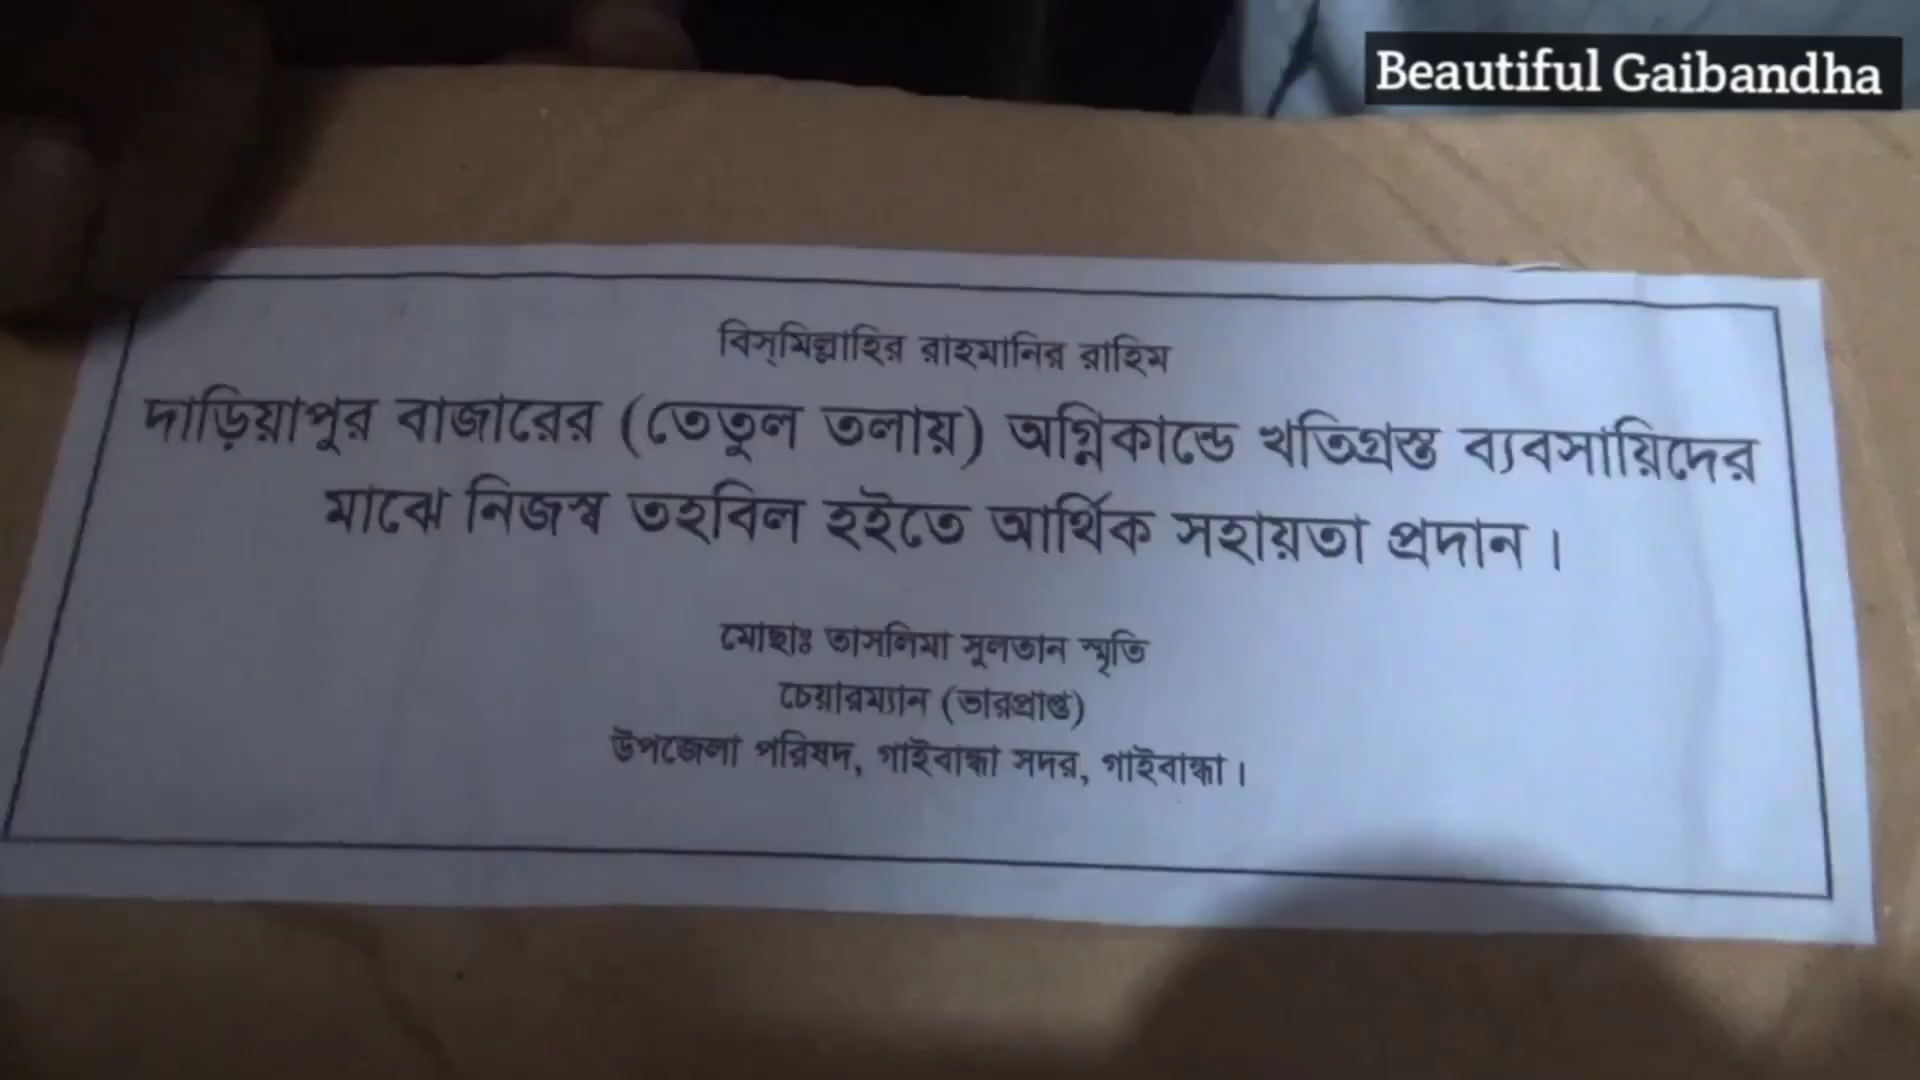 Beautiful Gaibandha
বিস্‌মিল্লাহির রাহমানির রাহিম
দাড়িয়াপুর বাজারের (তেতুল তলায়) অগ্নিকান্ডে খতিগ্রস্ত ব্যবসায়িদের
মাঝে নিজস্ব তহবিল হইতে আর্থিক সহায়তা প্রদান।
মোছাঃ তাসলিমা সুলতান স্মৃতি
চেয়ারম্যান (ভারপ্রাপ্ত)
উপজেলা পরিষদ, গাইবান্ধা সদর, গাইবান্ধা।